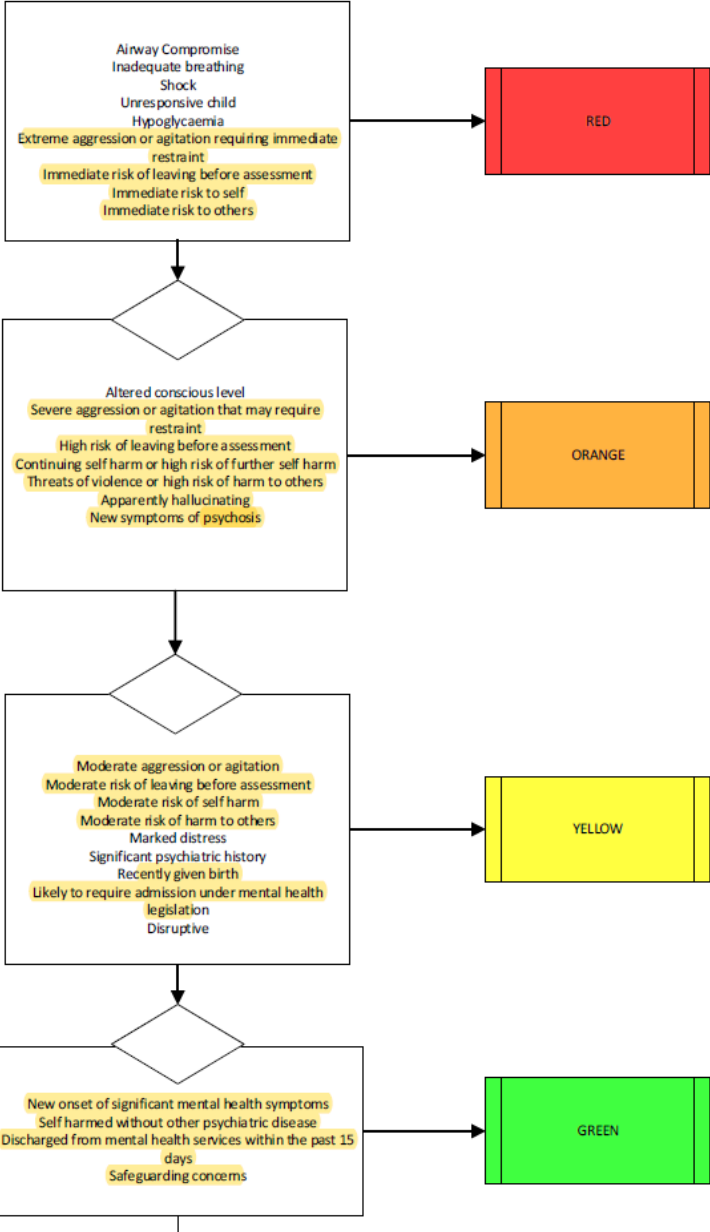 Airway Compromise
Inadequate breathing
Shock
Unresponsive child
Hypoglycaemia
Extreme aggression or agitation requiring immediate
restraint
Immediate risk of leaving before assessment
Immediate risk to self
Immediate risk to others
RED
Altered conscious level
Severe aggression or agitation that may require
restraint
High risk of leaving before assessment
Continuing self harm or high risk of further self harm
Threats of violence or high risk of harm to others
Apparently hallucinating
New symptoms of psychosis
ORANGE
Moderate aggression or agitation
Moderate risk of leaving before assessment
Moderate risk of self harm
Moderate risk of harm to others
Marked distress
Significant psychiatric history
Recently given birth
Likely to require admission under mental health
legislation
Disruptive
YELLOW
New onset of significant mental health symptoms
Self harmed without other psychiatric disease
Discharged from mental health services within the past 15
days
Safeguarding concerns
GREEN